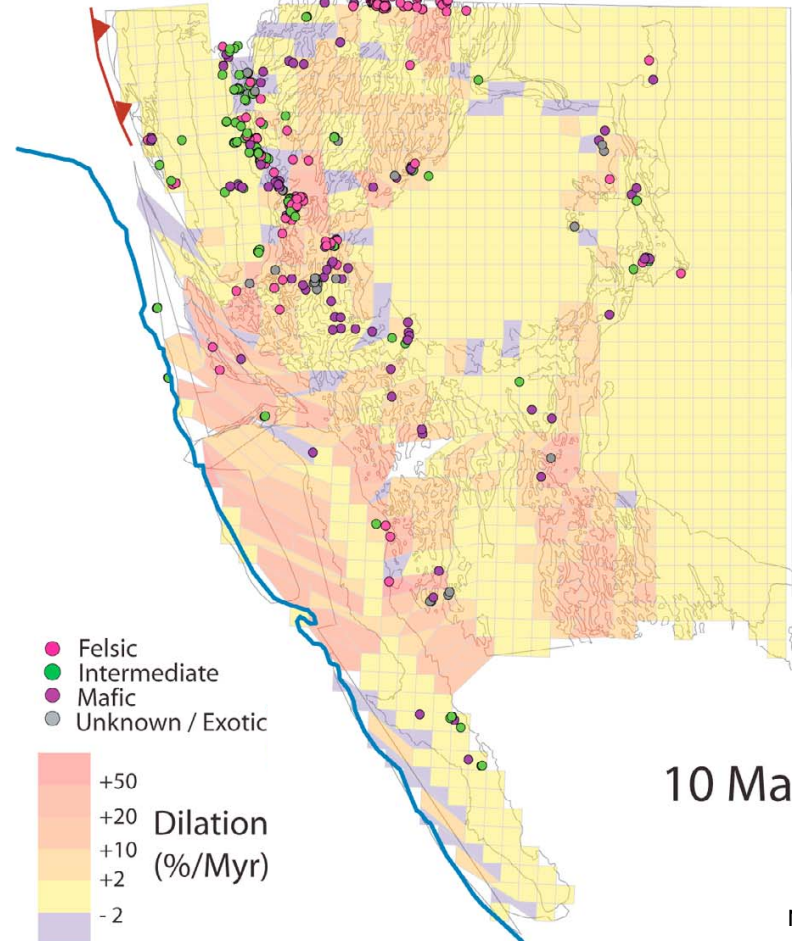 Felsic
Intermediate
Mafic
Unknown / Exotic
+50
+20
+10
+2
- 2
Dilation
(%/Myr)
10 Ma